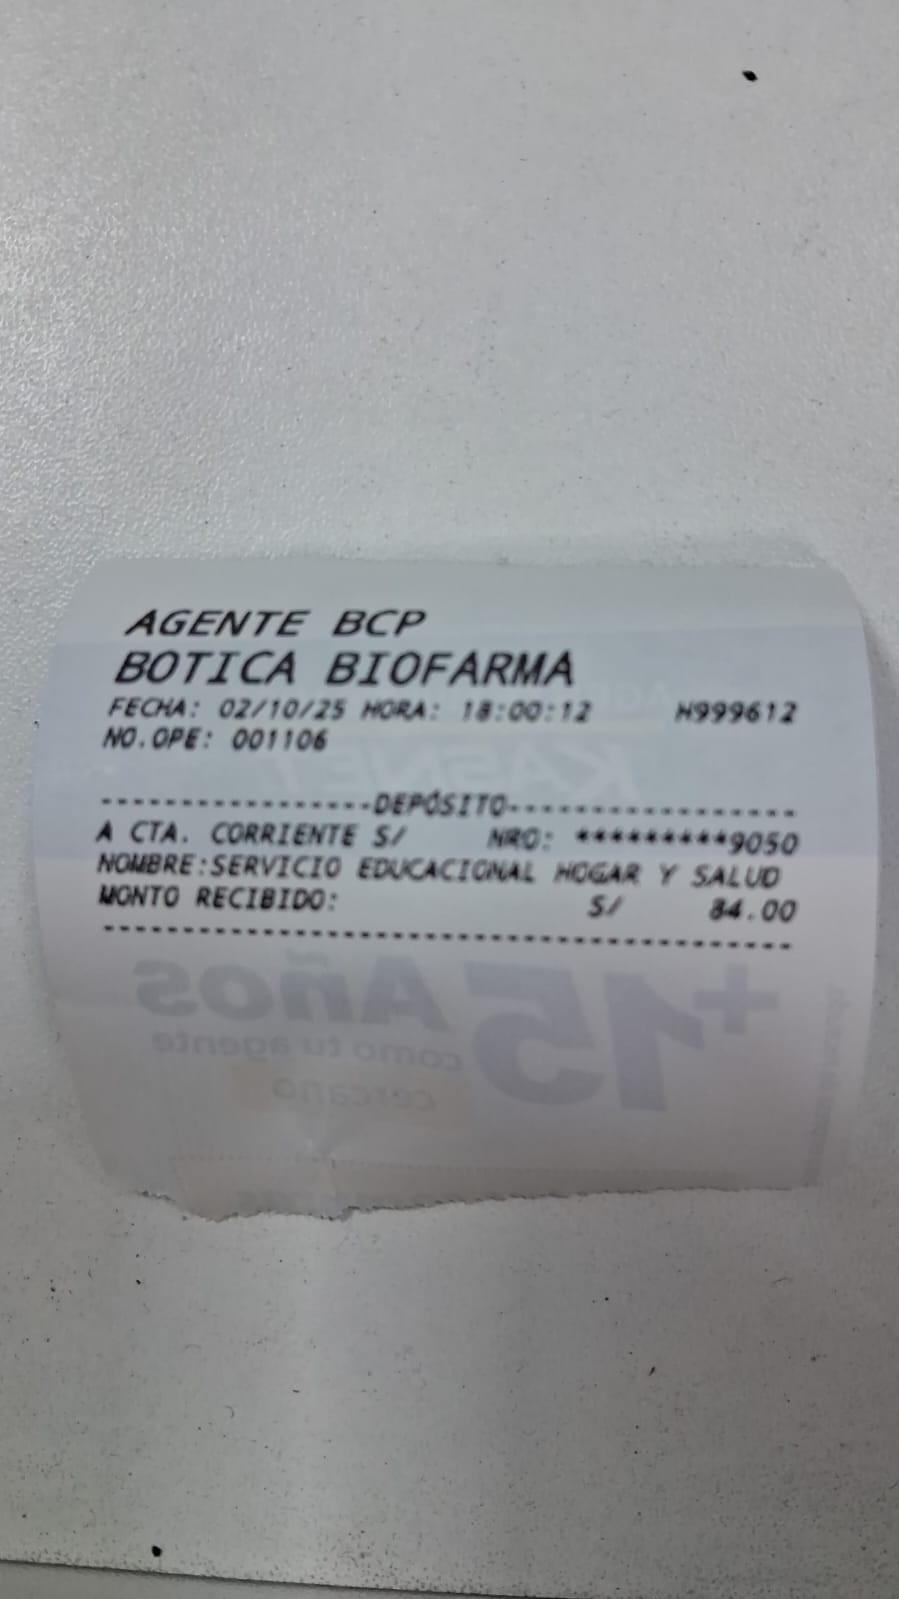 AGENTE BCP
BOTICA BIOFARMA
FECHA: 02/10/25 HORA: 18:00:12 H999612
NO.OPE: 001106
-----------------DEPÓSITO------------------
A CTA. CORRIENTE S/ NRO: *********9050
NOMBRE:SERVICIO EDUCACIONAL HOGAR Y SALUD
MONTO RECIBIDO: S/ 84.00
--------------------------------------------
KASNET
+15 Años
como tu agente
cercano